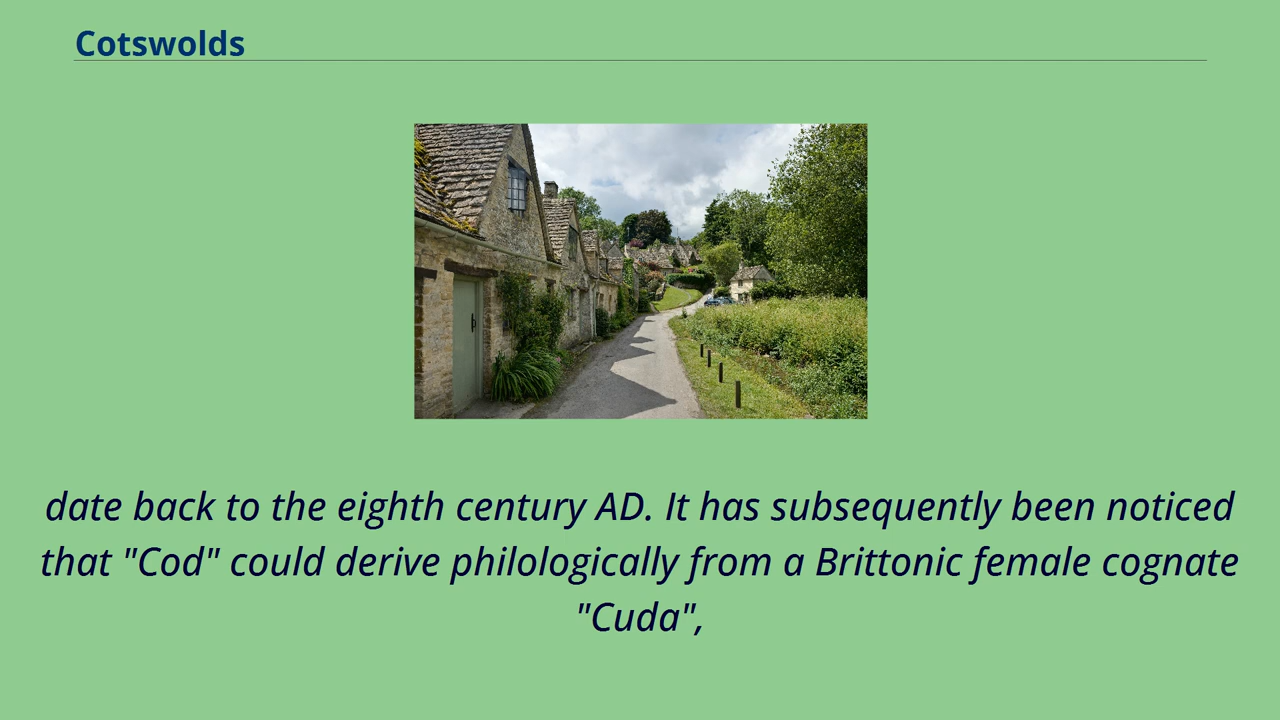 Cotswolds
date back to the eighth century AD. It has subsequently been noticed
that "Cod" could derive philologically from a Brittonic female cognate
"Cuda",